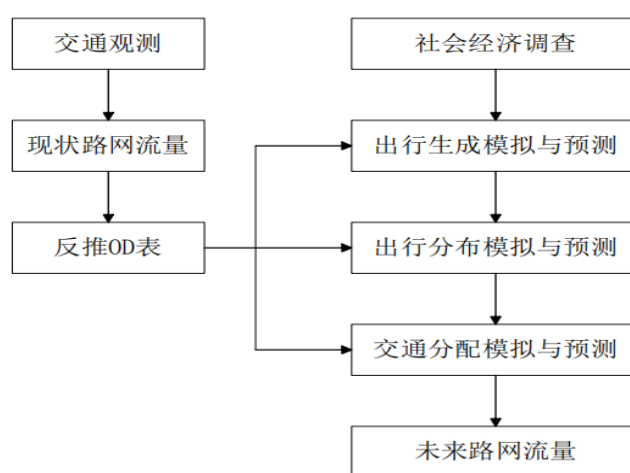 交通观测
社会经济调查
现状路网流量
出行生成模拟与预测
反推OD表
出行分布模拟与预测
交通分配模拟与预测
未来路网流量